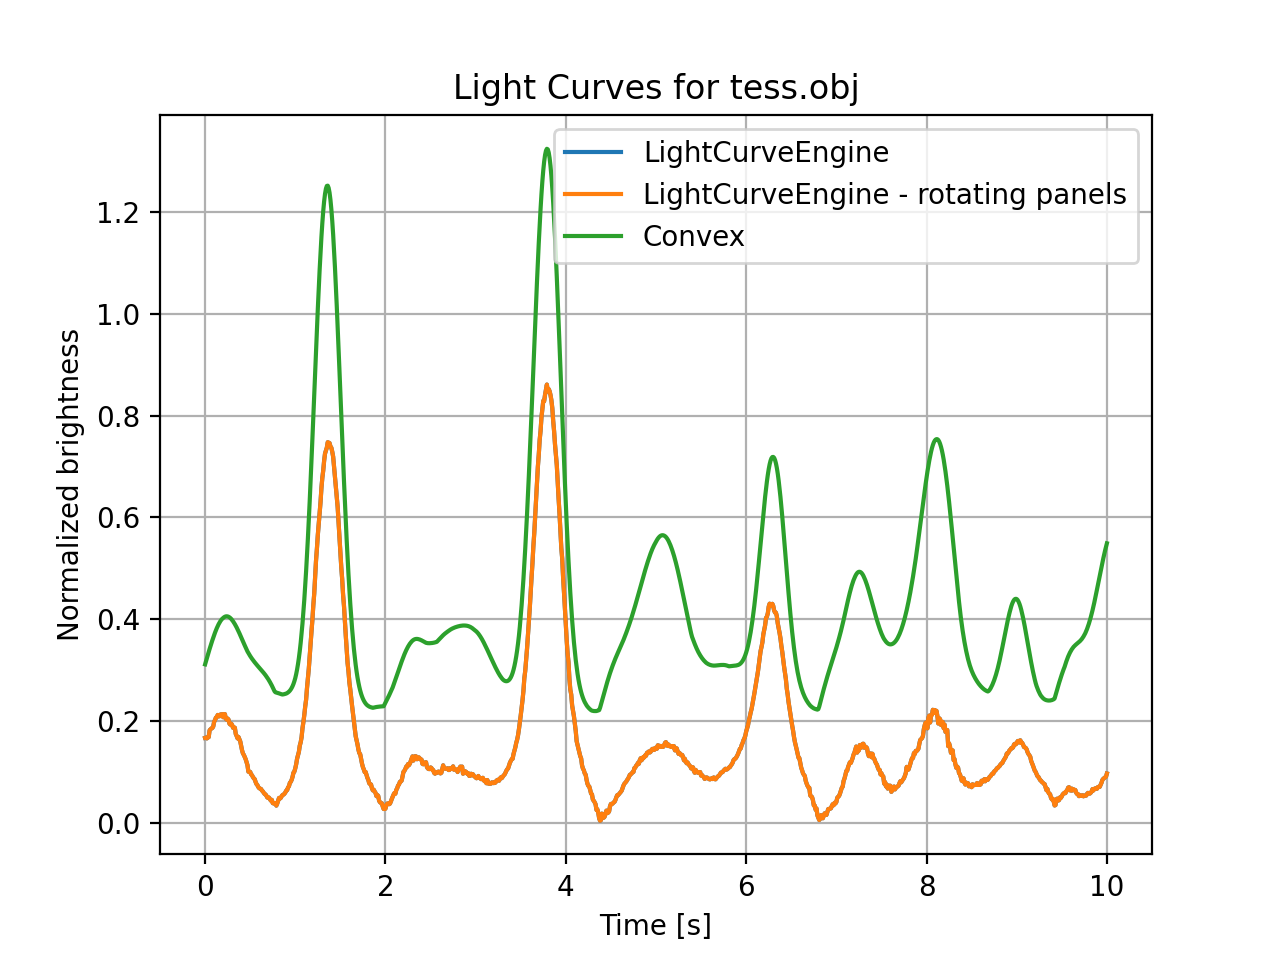 Light Curves for tess.obj
LightCurveEngine
LightCurveEngine - rotating panels
Convex
Normalized brightness
1.2
1.0
0.8
0.6
0.4
0.2
0.0
0 2 4 6 8 10
Time [s]